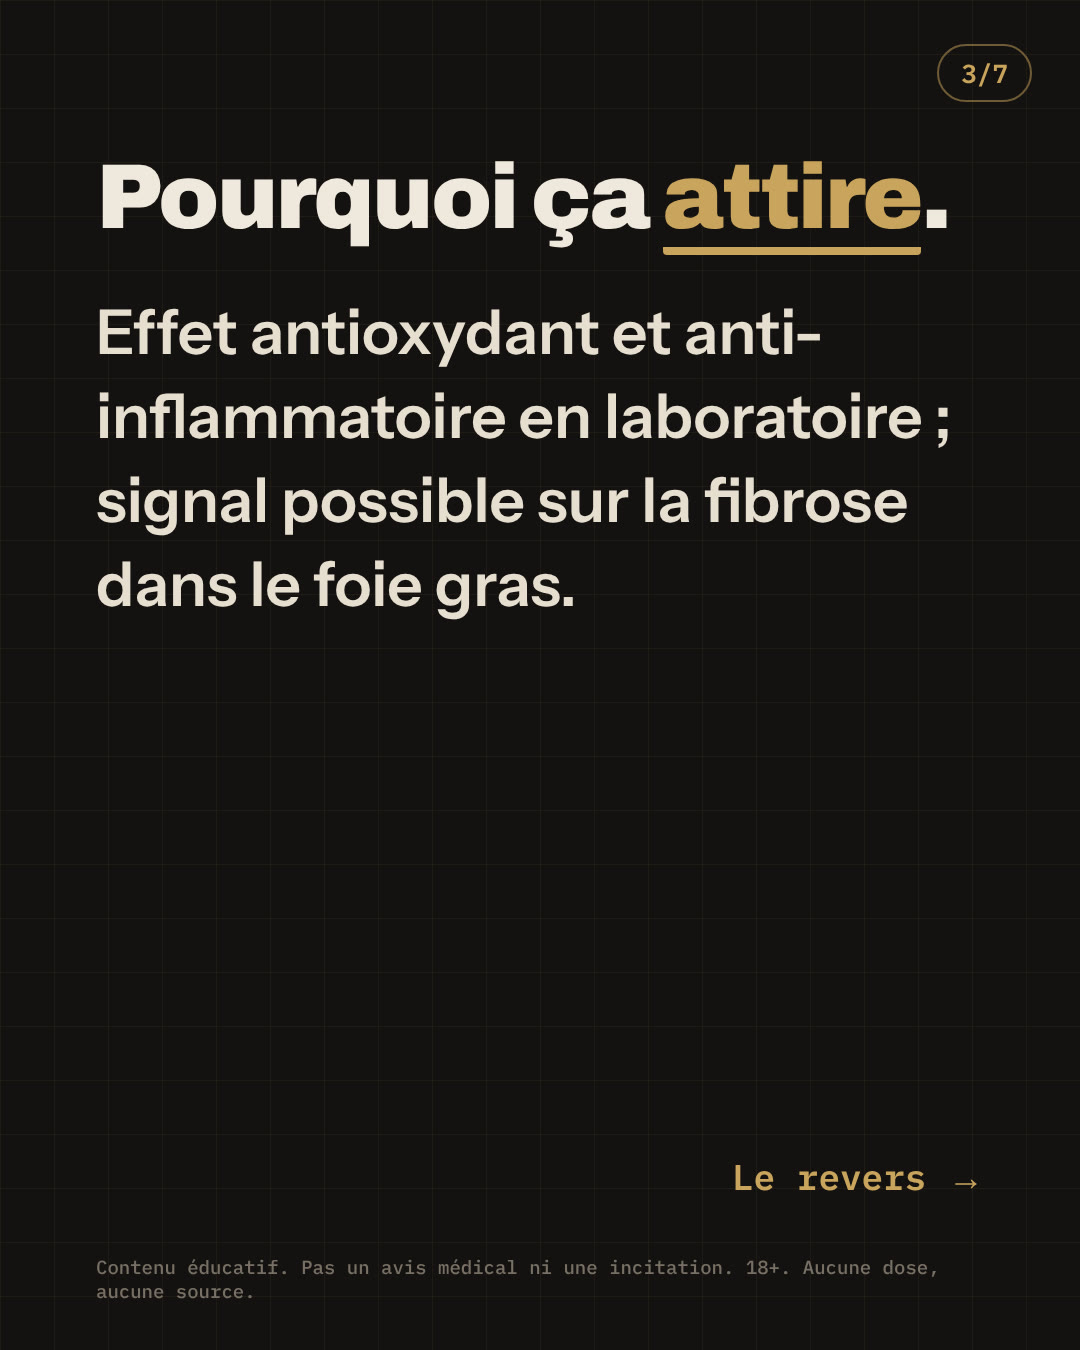 3/7
Pourquoi ça attire.
Effet antioxydant et anti-
inflammatoire en laboratoire ;
signal possible sur la fibrose
dans le foie gras.
Le revers →
Contenu éducatif. Pas un avis médical ni une incitation. 18+. Aucune dose,
aucune source.